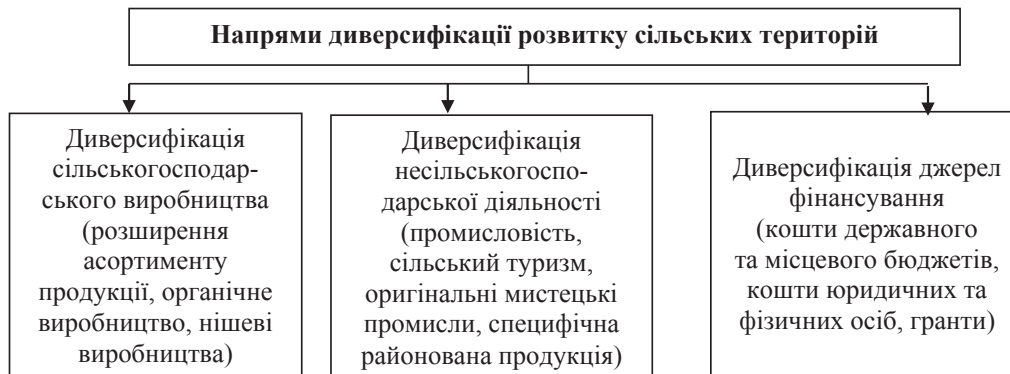 Напрями диверсифікації розвитку сільських територій
Диверсифікація
сільськогосподар-
ського виробництва
(розширення
асортименту
продукції, органічне
виробництво, нішеві
виробництва)
Диверсифікація
несільськогоспо-
дарської діяльності
(промисловість,
сільський туризм,
оригінальні мистецькі
промисли, специфічна
районована продукція)
Диверсифікація джерел
фінансування
(кошти державного
та місцевого бюджетів,
кошти юридичних та
фізичних осіб, гранти)